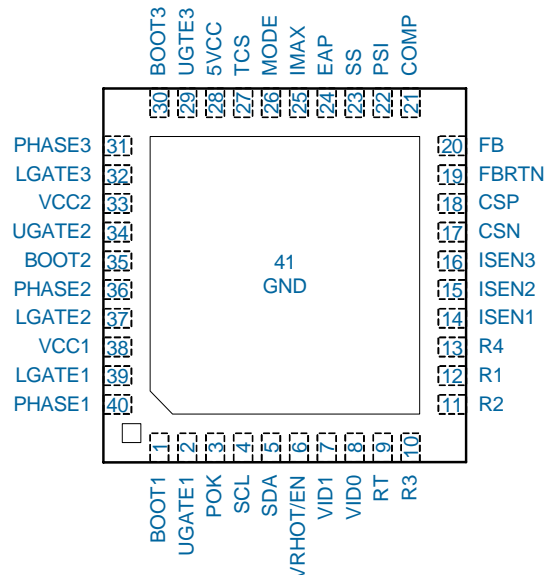 BOOT3
UGTE3
5VCC
TCS
MODE
IMAX
EAP
SS
PSI
COMP
30
29
28
27
26
25
24
23
22
21
PHASE3 31
LGATE3 32
VCC2 33
UGATE2 34
BOOT2 35
PHASE2 36
LGATE2 37
VCC1 38
LGATE1 39
PHASE1 40
41
GND
20 FB
19 FBRTN
18 CSP
17 CSN
16 ISEN3
15 ISEN2
14 ISEN1
13 R4
12 R1
11 R2
1
2
3
4
5
6
7
8
9
10
BOOT1
UGATE1
POK
SCL
SDA
VRHOT/EN
VID1
VID0
RT
R3